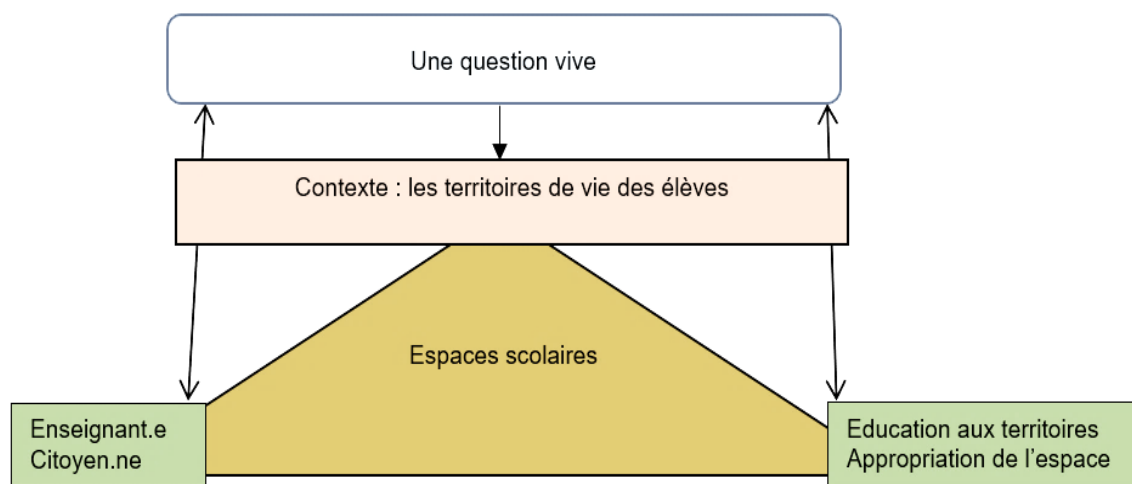 Une question vive
Contexte : les territoires de vie des élèves
Espaces scolaires
Enseignant.e
Citoyen.ne
Education aux territoires
Appropriation de l’espace